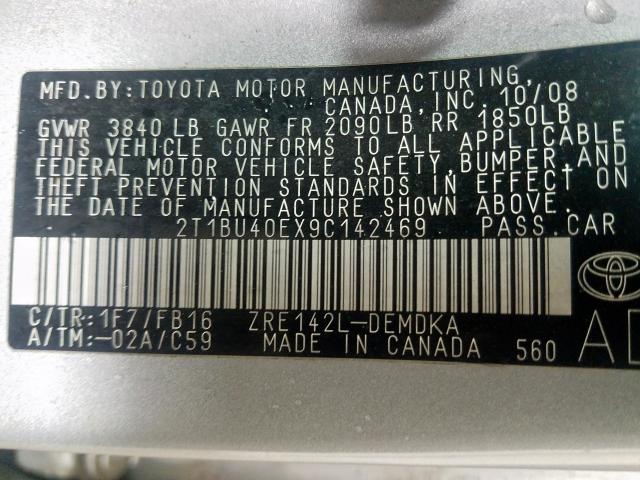 MFD. BY: TOYOTA MOTOR MANUFACTURING,
CANADA, INC. 10/08
GVWR 3840 LB GAWR FR 2090LB RR 1850LB
THIS VEHICLE CONFORMS TO ALL APPLICABLE
FEDERAL MOTOR VEHICLE SAFETY, BUMPER, AND
THEFT PREVENTION STANDARDS IN EFFECT ON
THE DATE OF MANUFACTURE SHOWN ABOVE.
2T1BU40EX9C142469 PASS. CAR
C/TR: 1F7/FB16 ZRE142L-DEMDKA
A/TM: -02A/C59 MADE IN CANADA 560